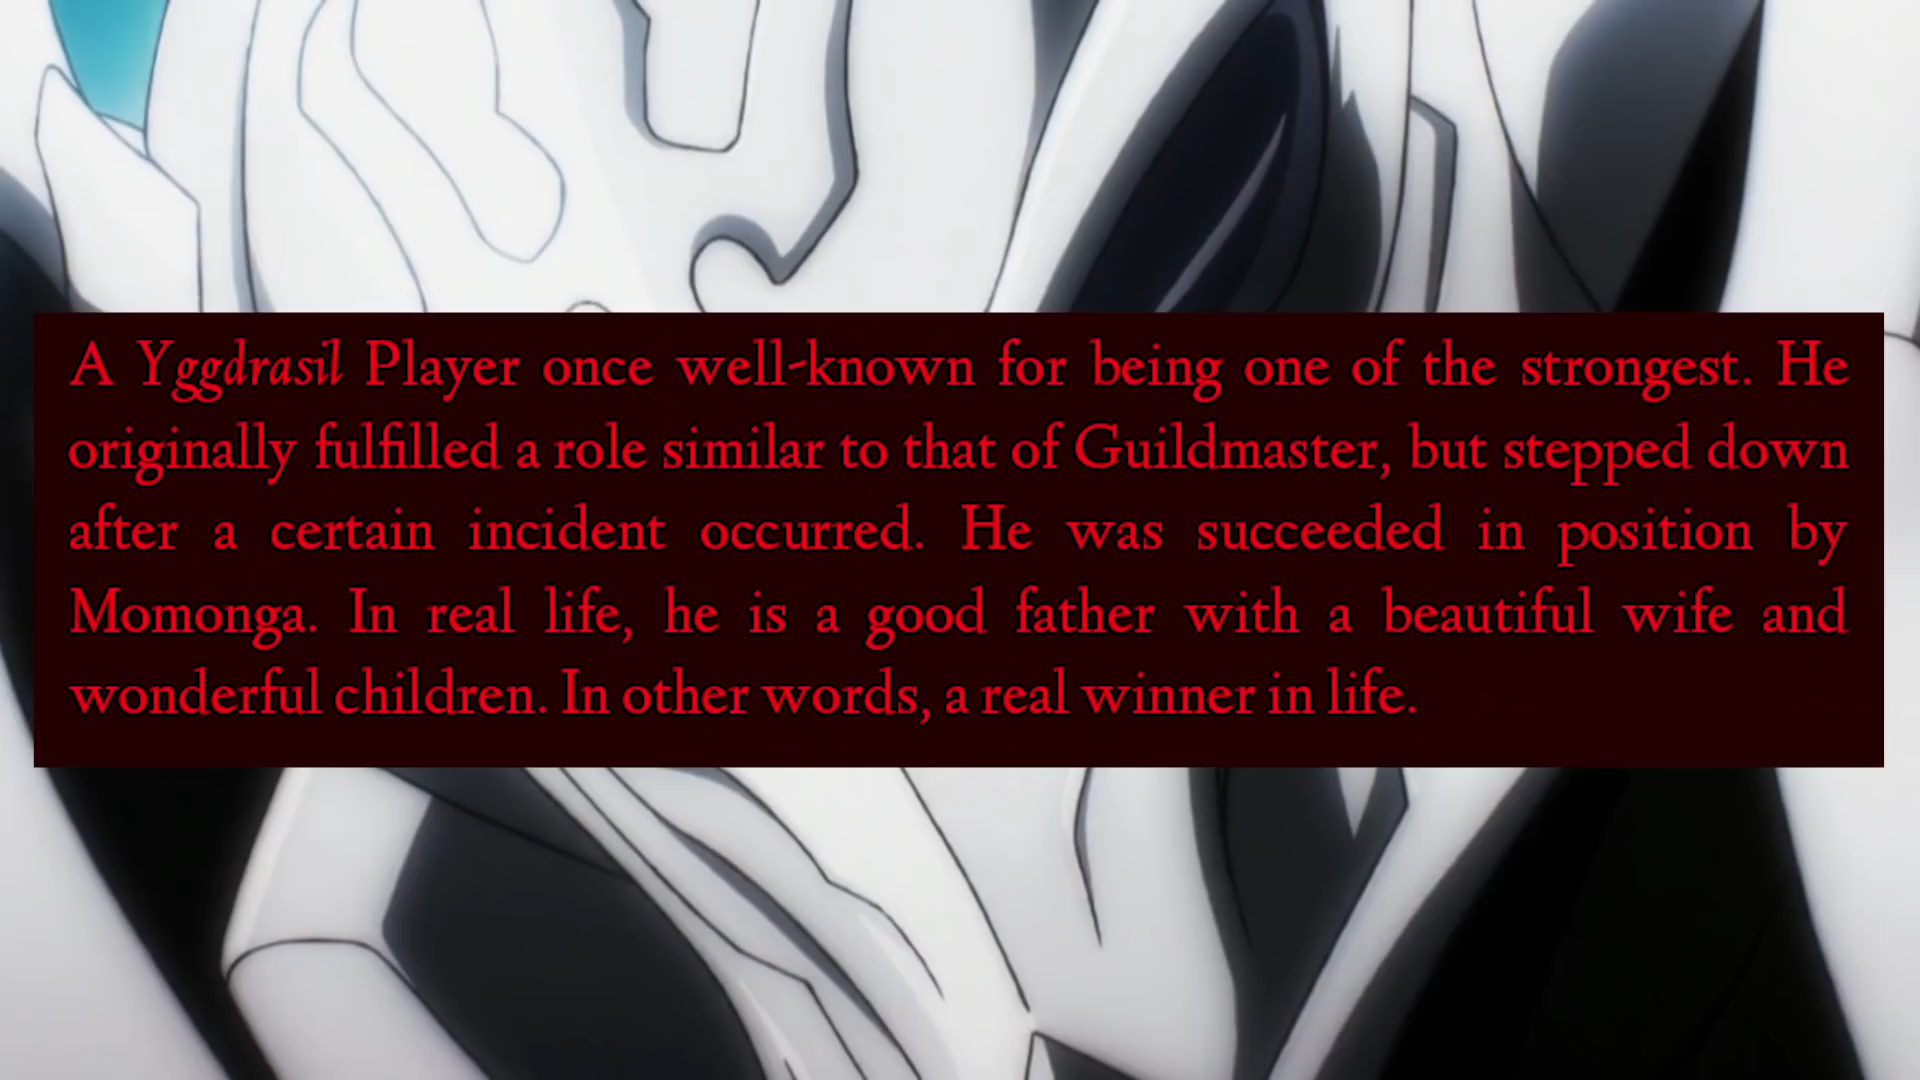 A Yggdrasil Player once well-known for being one of the strongest. He
originally fulfilled a role similar to that of Guildmaster, but stepped down
after a certain incident occurred. He was succeeded in position by
Momonga. In real life, he is a good father with a beautiful wife and
wonderful children. In other words, a real winner in life.